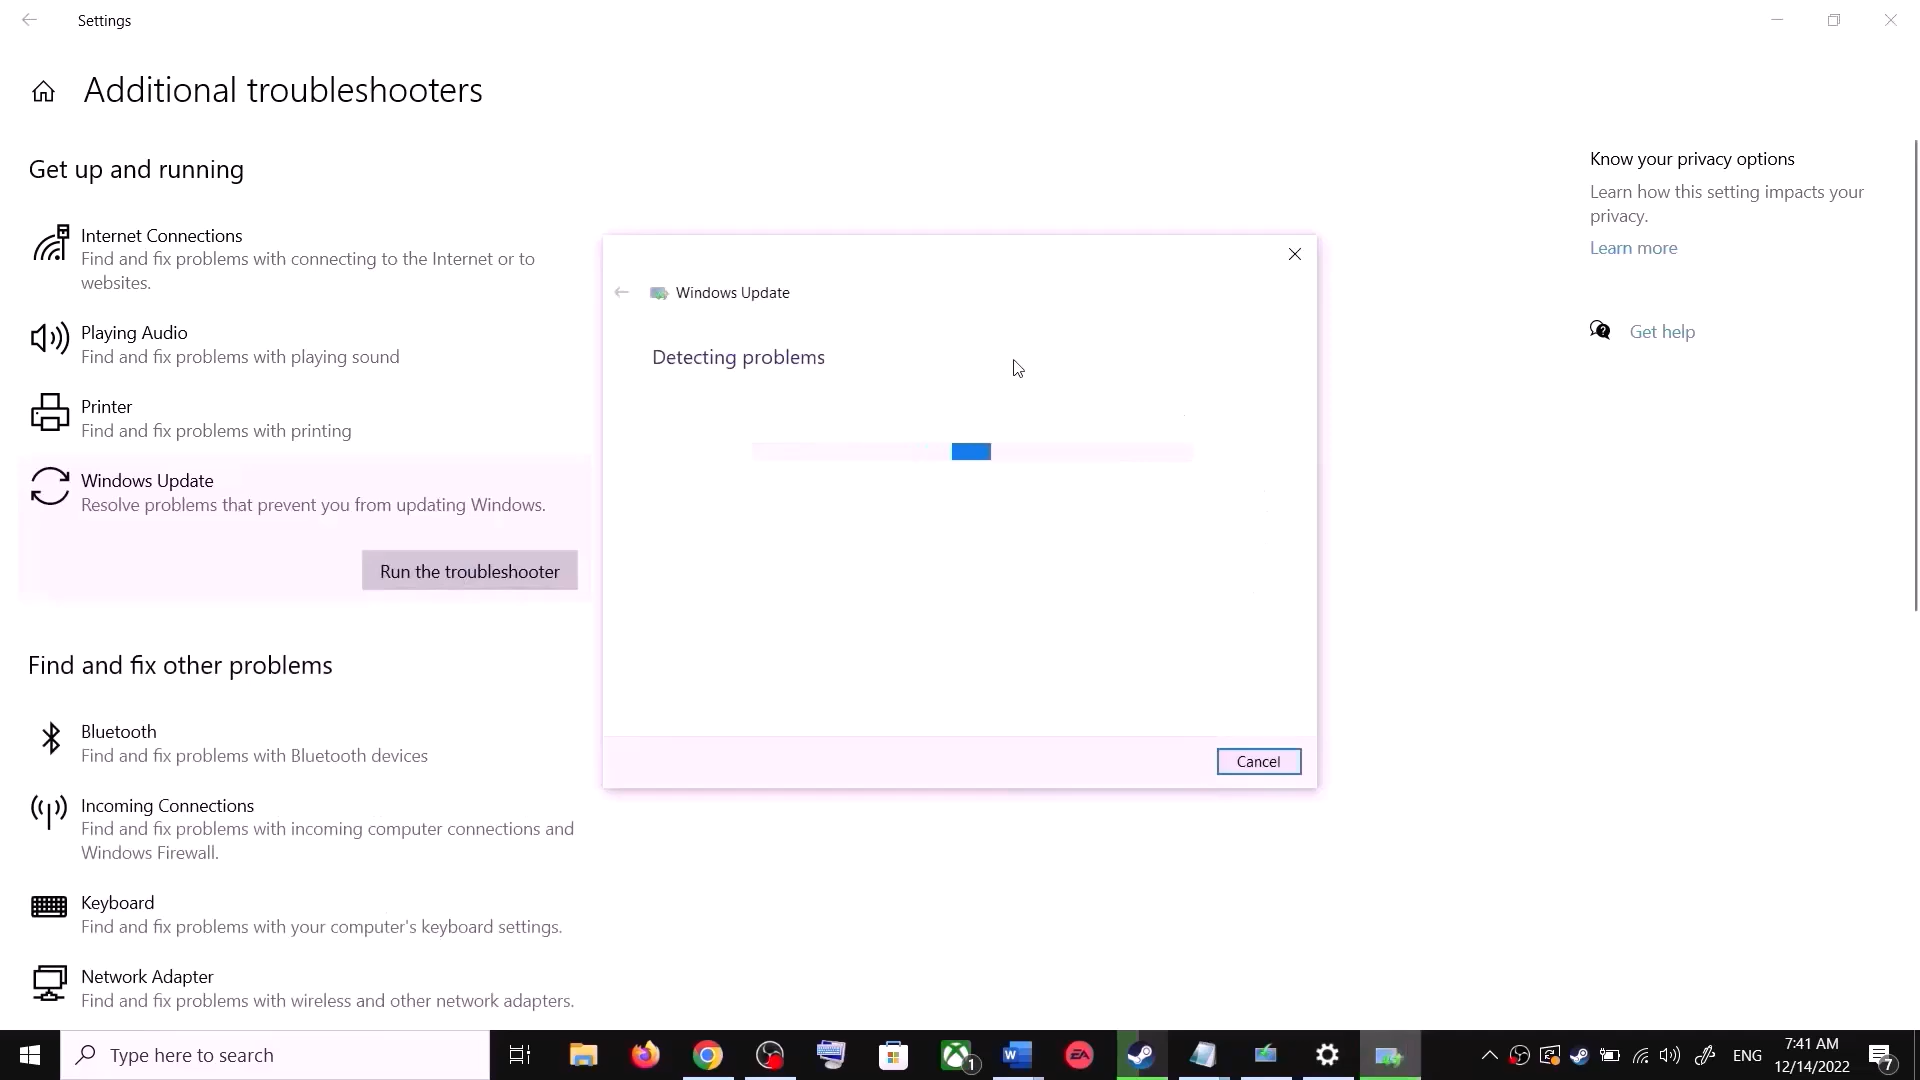 Settings
Additional troubleshooters
Get up and running
Internet Connections
Find and fix problems with connecting to the Internet or to
websites.
Playing Audio
Find and fix problems with playing sound
Printer
Find and fix problems with printing
Windows Update
Resolve problems that prevent you from updating Windows.
Run the troubleshooter
Find and fix other problems
Bluetooth
Find and fix problems with Bluetooth devices
Incoming Connections
Find and fix problems with incoming computer connections and
Windows Firewall.
Keyboard
Find and fix problems with your computer's keyboard settings.
Network Adapter
Find and fix problems with wireless and other network adapters.
Windows Update
Detecting problems
Cancel
Know your privacy options
Learn how this setting impacts your
privacy.
Learn more
Get help
Type here to search
1
W
EA
ENG
7:41 AM
12/14/2022
7